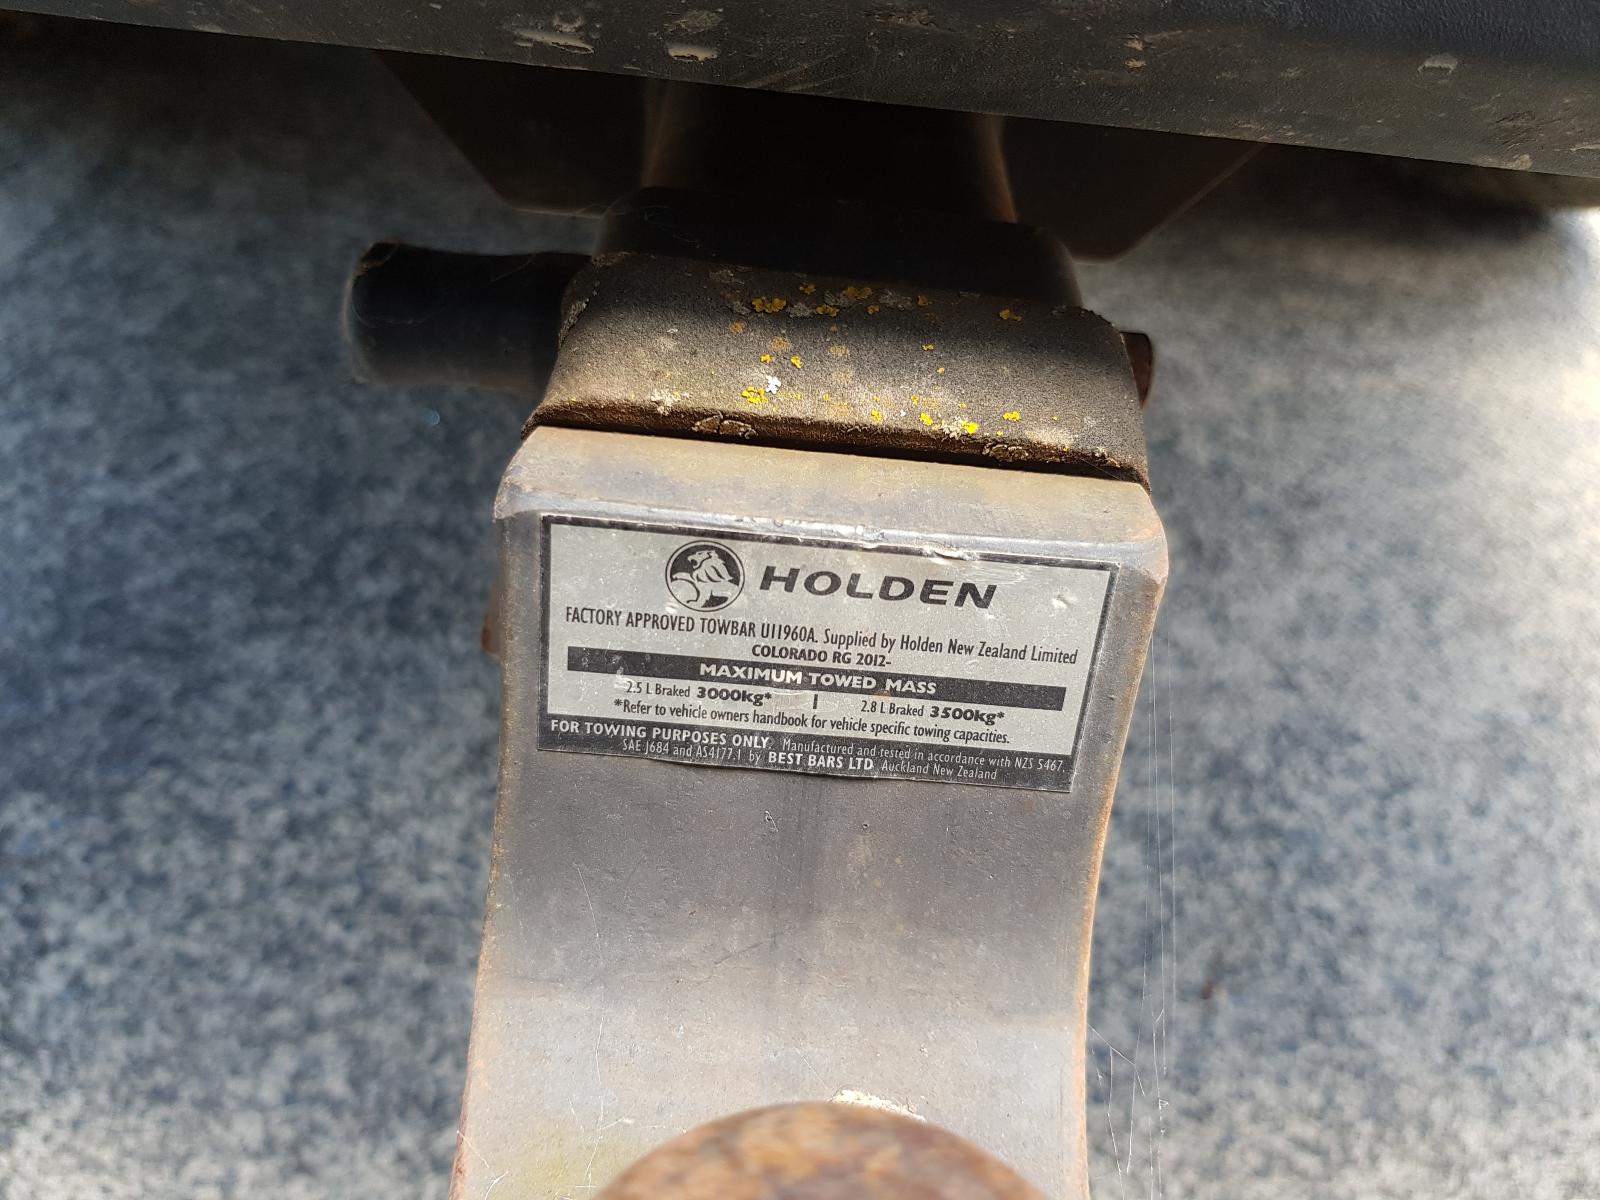 HOLDEN
FACTORY APPROVED TOWBAR U11960A. Supplied by Holden New Zealand Limited
COLORADO RG 2012-
MAXIMUM TOWED MASS
2.5 L Braked 3000kg* | 2.8 L Braked 3500kg*
*Refer to vehicle owners handbook for vehicle specific towing capacities.
FOR TOWING PURPOSES ONLY. Manufactured and tested in accordance with NZS 5467,
SAE J684 and AS4177.1 by BEST BARS LTD Auckland New Zealand